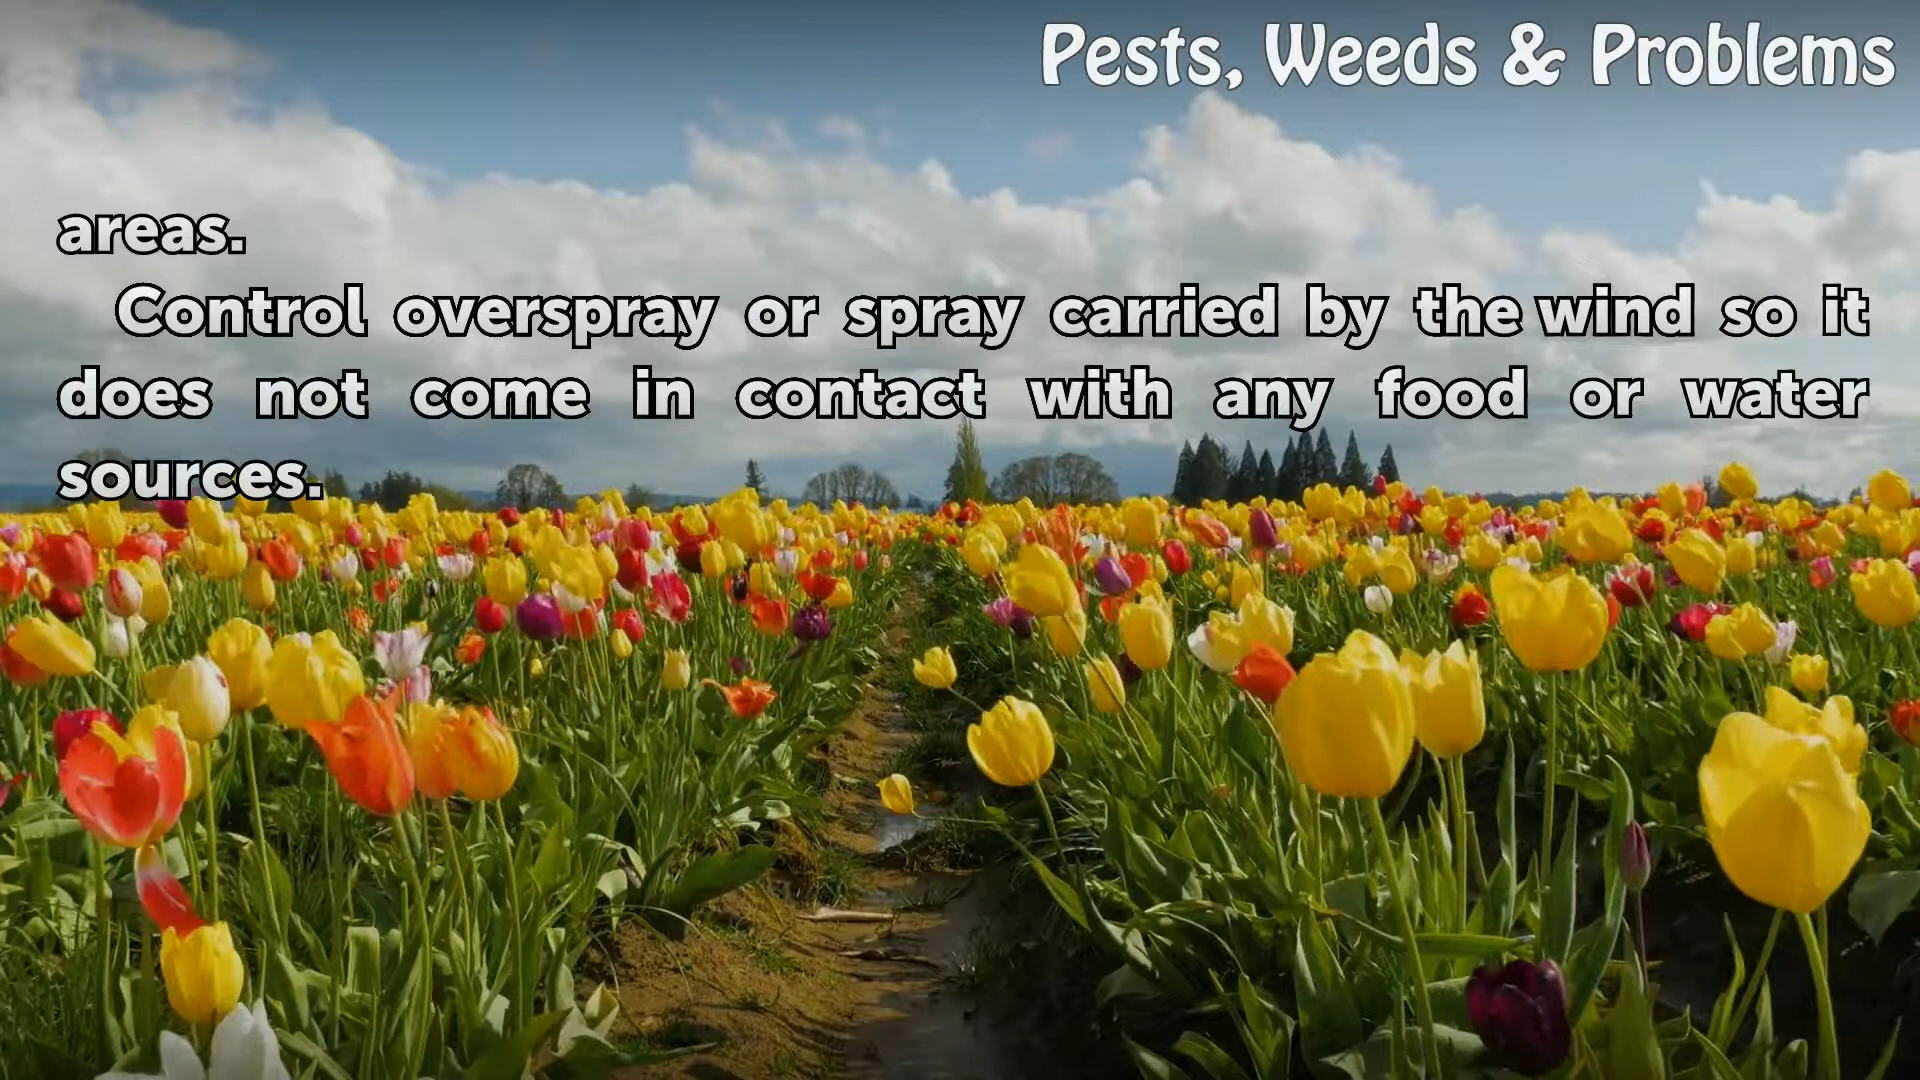 Pests, Weeds & Problems
areas.
Control overspray or spray carried by the wind so it
does not come in contact with any food or water
sources.